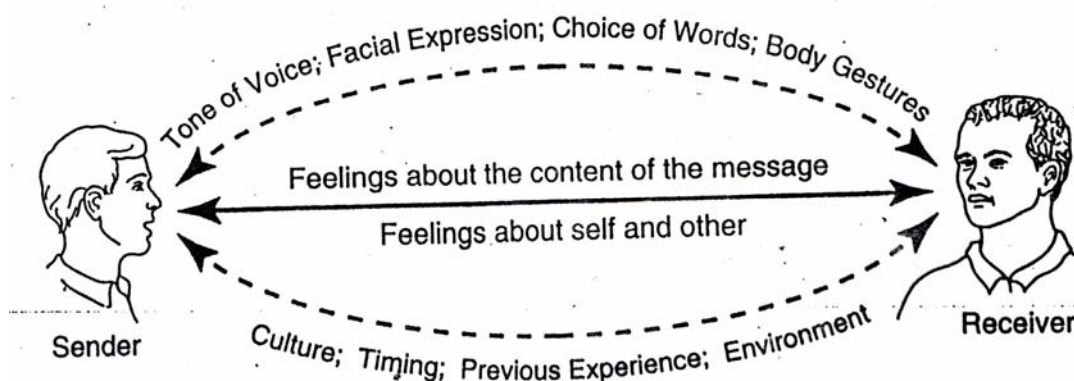 Tone of Voice; Facial Expression; Choice of Words; Body Gestures
Feelings about the content of the message
Feelings about self and other
Sender
Receiver
Culture; Timing; Previous Experience; Environment